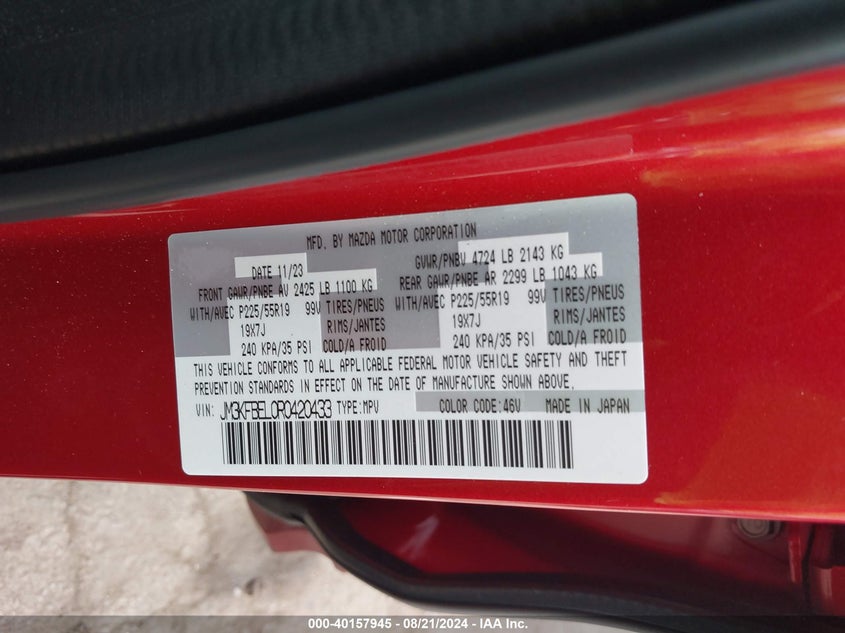 MFD. BY MAZDA MOTOR CORPORATION
DATE 11/23
GVWR/PNBV 4724 LB 2143 KG
FRONT GAWR/PNBE AV 2425 LB 1100 KG
REAR GAWR/PNBE AR 2299 LB 1043 KG
WITH/AVEC P225/55R19 99V TIRES/PNEUS
WITH/AVEC P225/55R19 99V TIRES/PNEUS
19X7J RIMS/JANTES
19X7J RIMS/JANTES
240 KPA/35 PSI COLD/A FROID
240 KPA/35 PSI COLD/A FROID
THIS VEHICLE CONFORMS TO ALL APPLICABLE FEDERAL MOTOR VEHICLE SAFETY AND THEFT
PREVENTION STANDARDS IN EFFECT ON THE DATE OF MANUFACTURE SHOWN ABOVE.
VIN: JM3KFBEL0R0420433 TYPE:MPV COLOR CODE:46V MADE IN JAPAN
000-40157945 - 08/21/2024 - IAA Inc.